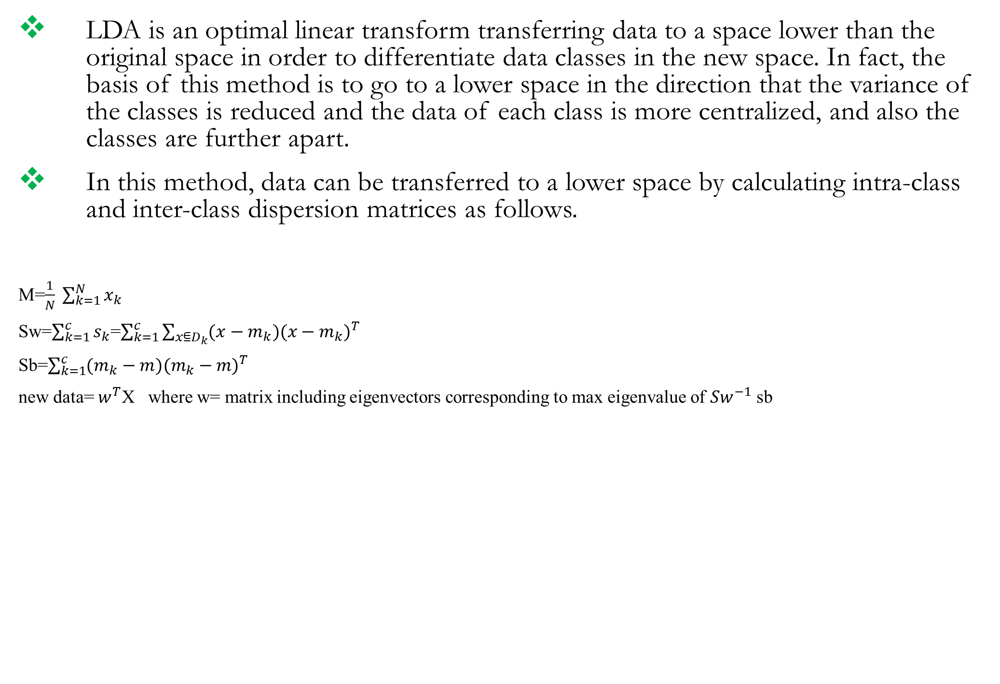 ❖ LDA is an optimal linear transform transferring data to a space lower than the
original space in order to differentiate data classes in the new space. In fact, the
basis of this method is to go to a lower space in the direction that the variance of
the classes is reduced and the data of each class is more centralized, and also the
classes are further apart.
❖ In this method, data can be transferred to a lower space by calculating intra-class
and inter-class dispersion matrices as follows.
M=\frac{1}{N} ∑_{k=1}^{N} x_k
Sw=∑_{k=1}^{c} s_k=∑_{k=1}^{c} ∑_{x⋸D_k}(x − m_k)(x − m_k)^T
Sb=∑_{k=1}^{c}(m_k − m)(m_k − m)^T
new data= w^T X where w= matrix including eigenvectors corresponding to max eigenvalue of Sw^{−1} sb